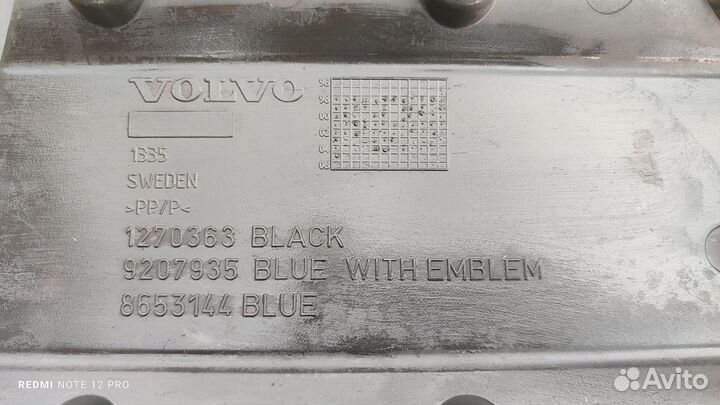 VOLVO
1335
SWEDEN
>PP/P<
1270363 BLACK
9207935 BLUE WITH EMBLEM
8653144 BLUE
REDMI NOTE 12 PRO
Avito